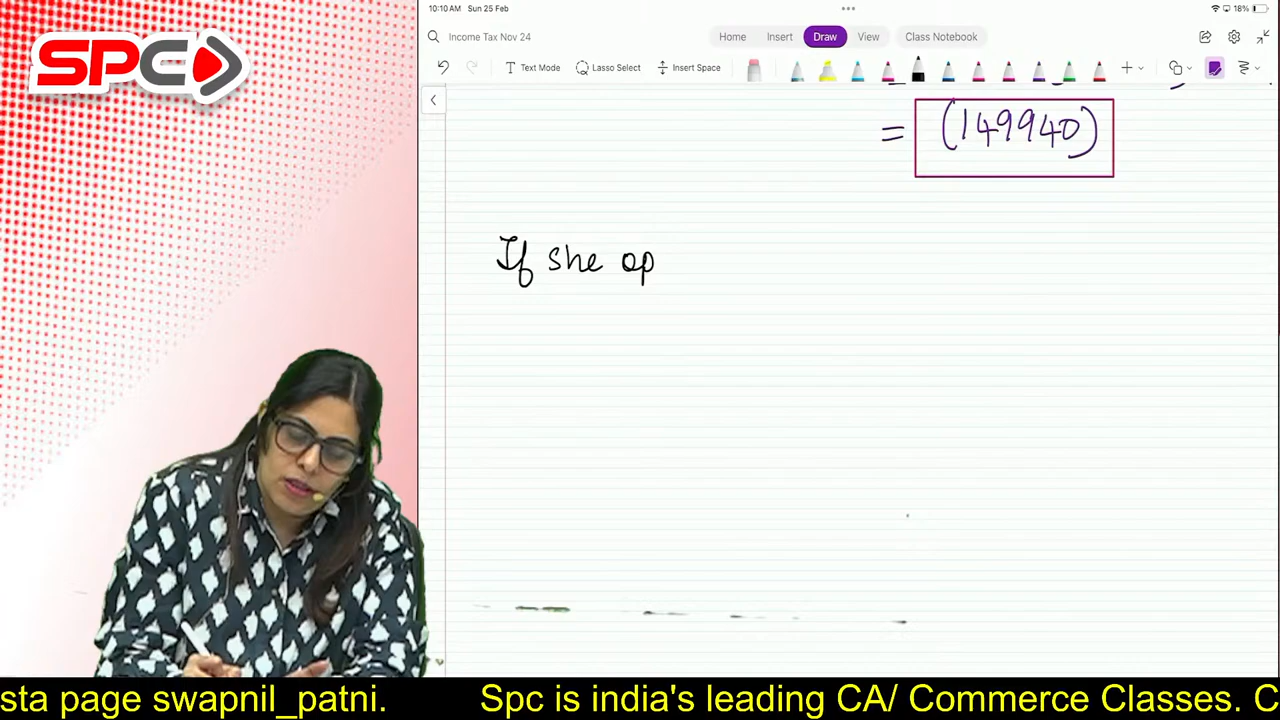 10:10 AM Sun 25 Feb
18%
SPC
Income Tax Nov 24
Home Insert Draw View Class Notebook
Text Mode Lasso Select Insert Space
= (149940)
If she op
sta page swapnil_patni. Spc is india's leading CA/ Commerce Classes. C